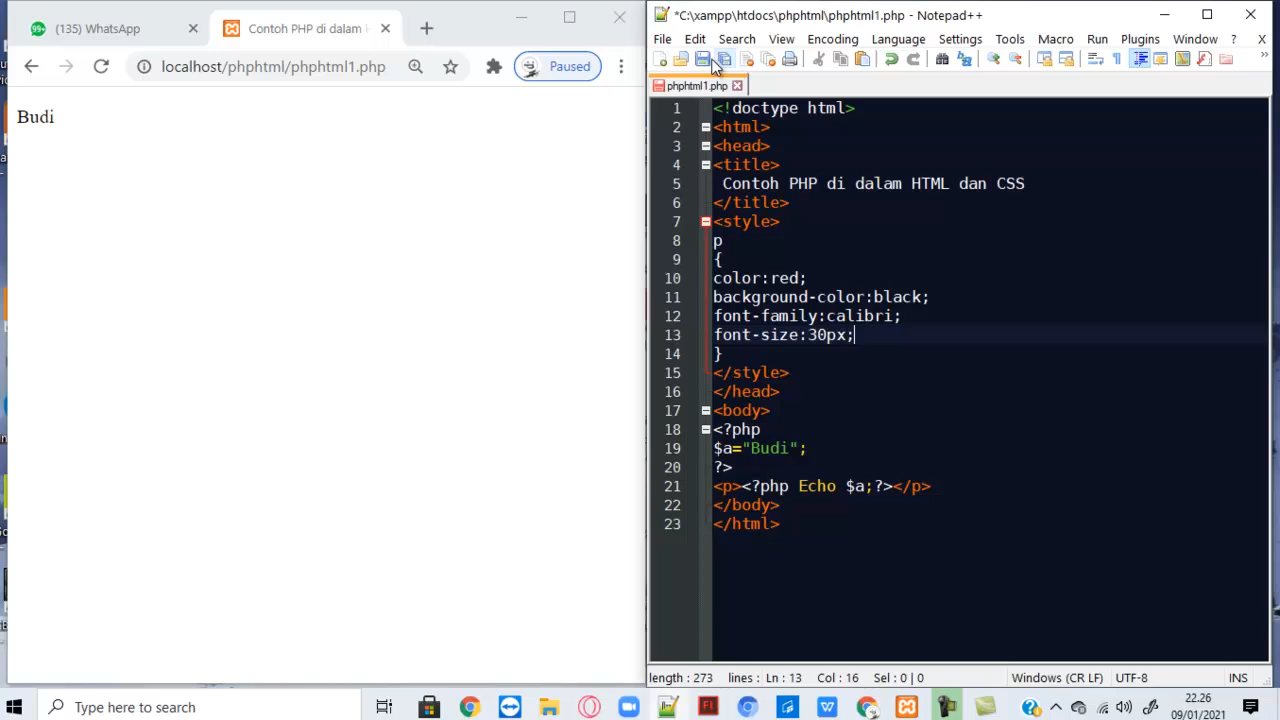 99+ (135) WhatsApp
Contoh PHP di dalam
localhost/phphtml/phphtml1.php
Paused
Budi
*C:\xampp\htdocs\phphtml\phphtml1.php - Notepad++
File Edit Search View Encoding Language Settings Tools Macro Run Plugins Window ? X
phphtml1.php
1 <!doctype html>
2 <html>
3 <head>
4 <title>
5 Contoh PHP di dalam HTML dan CSS
6 </title>
7 <style>
8 p
9 {
10 color:red;
11 background-color:black;
12 font-family:calibri;
13 font-size:30px;
14 }
15 </style>
16 </head>
17 <body>
18 <?php
19 $a="Budi";
20 ?>
21 <p><?php Echo $a;?></p>
22 </body>
23 </html>
length : 273 lines : Ln : 13 Col : 16 Sel : 0 | 0 Windows (CR LF) UTF-8 INS
Type here to search
22.26
09/01/2021